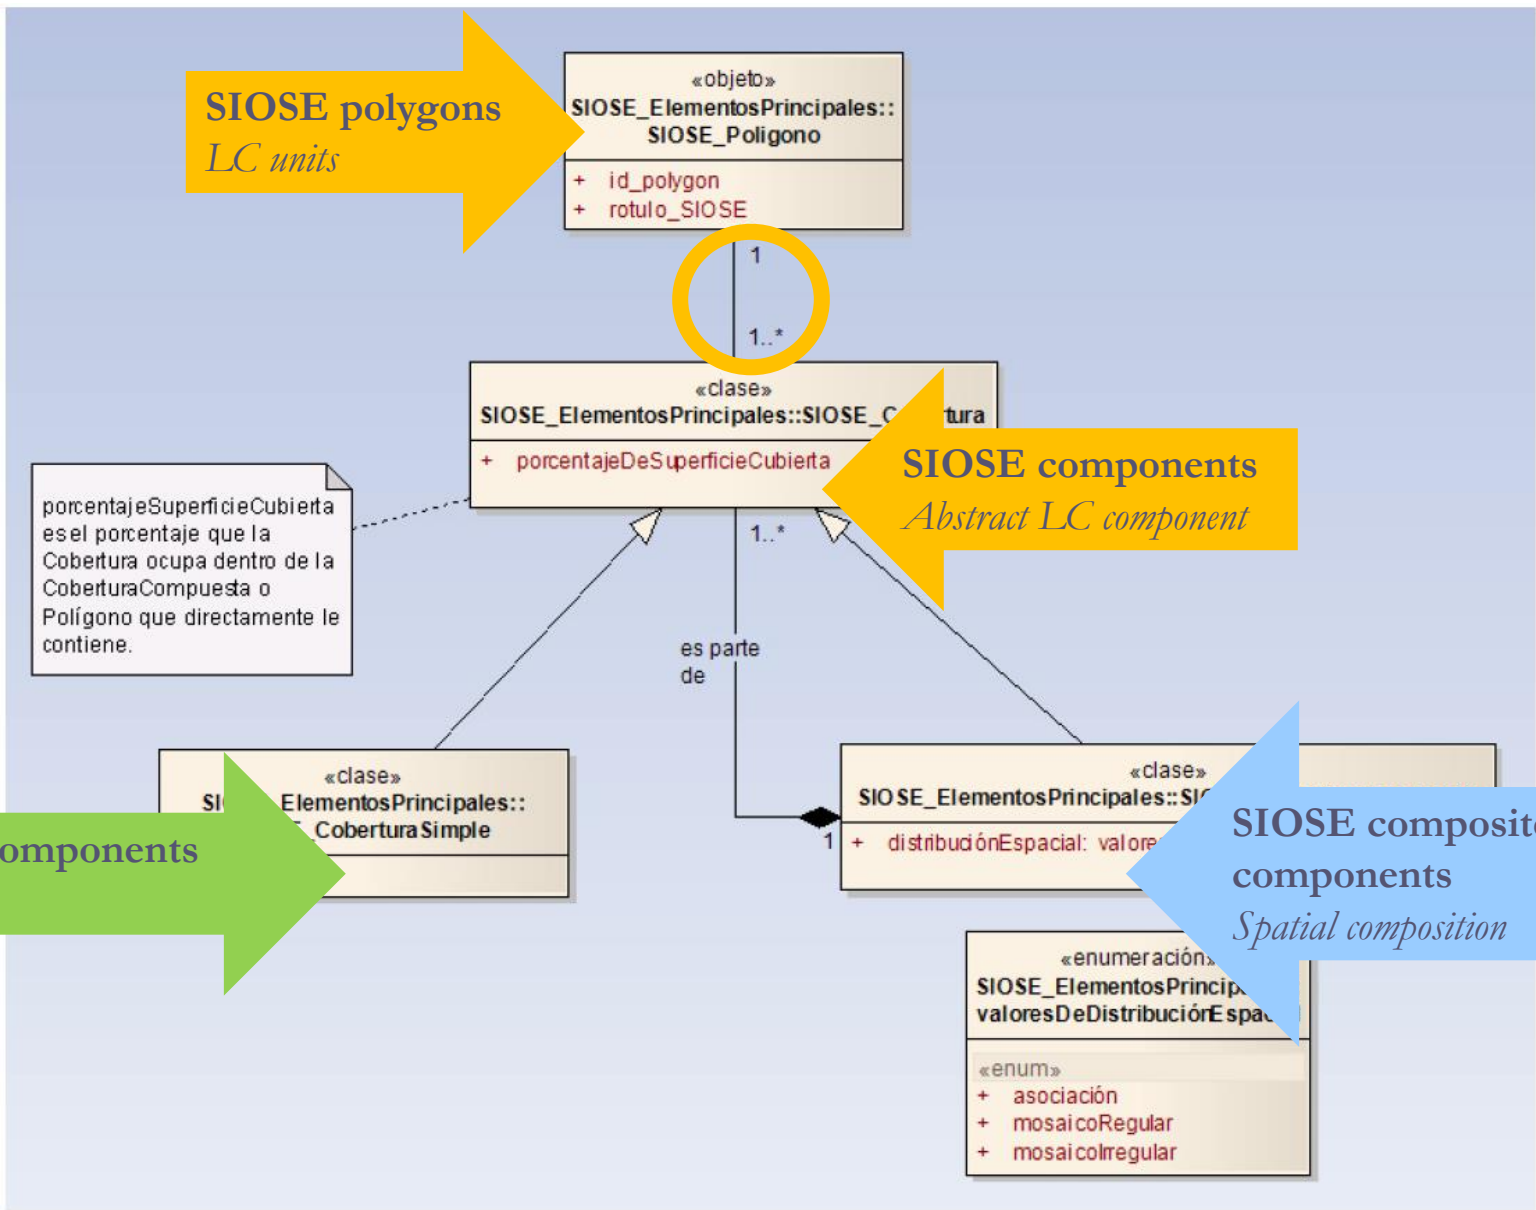 SIOSE polygons
LC units
«objeto»
SIOSE_ElementosPrincipales::
SIOSE_Poligono
+ id_polygon
+ rotulo_SIOSE
1
1..*
«clase»
SIOSE_ElementosPrincipales::SIOSE_C tura
+ porcentajeDeSuperficieCubierta
SIOSE components
Abstract LC component
porcentajeSuperficieCubierta
es el porcentaje que la
Cobertura ocupa dentro de la
CoberturaCompuesta o
Polígono que directamente le
contiene.
1..*
es parte
de
«clase»
SI ElementosPrincipales::
_CoberturaSimple
omponents
«clase»
SIOSE_ElementosPrincipales::SIO
1
+ distribuciónEspacial: valore
SIOSE composite
components
Spatial composition
«enumeración»
SIOSE_ElementosPrincip
valoresDeDistribuciónEspa l
«enum»
+ asociación
+ mosaicoRegular
+ mosaicoIrregular